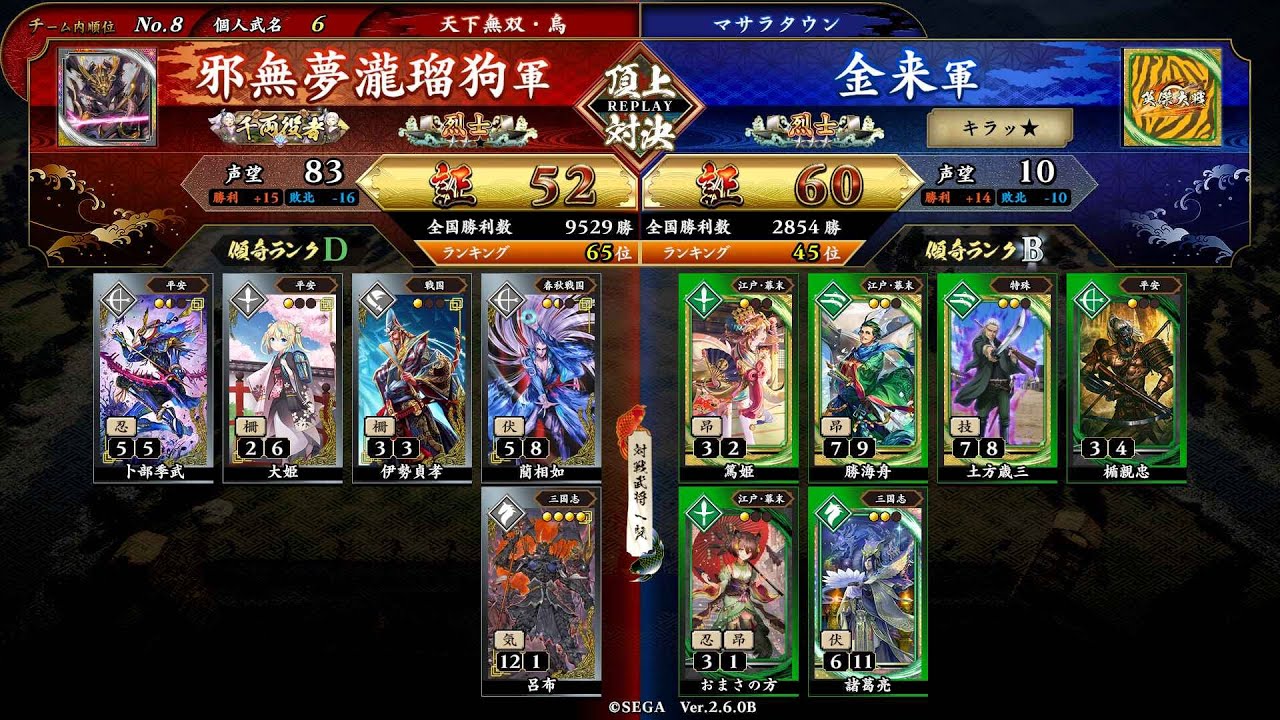 チーム内順位 No.8 個人武名 6 天下無双・烏
マサラタウン
邪無夢瀧瑠狗軍
頂上
REPLAY
対決
金来軍
英傑大戦
千両役者
烈士
烈士
キラッ★
声望 83
勝利 +15 敗北 -16
証 52
証 60
声望 10
勝利 +14 敗北 -10
全国勝利数 9529勝
全国勝利数 2854勝
傾奇ランクD
ランキング 65位
ランキング 45位
傾奇ランクB
平安
忍
5 5
卜部季武
平安
柵
2 6
大姫
戦国
柵
3 3
伊勢貞孝
春秋戦国
伏
5 8
藺相如
江戸・幕末
昂
3 2
篤姫
江戸・幕末
昂
7 9
勝海舟
特殊
技
7 8
土方歳三
平安
3 4
楯親忠
対戦武将一覧
三国志
気
12 1
呂布
江戸・幕末
忍 昂
3 1
おまさの方
三国志
伏
6 11
諸葛亮
©SEGA Ver.2.6.0B